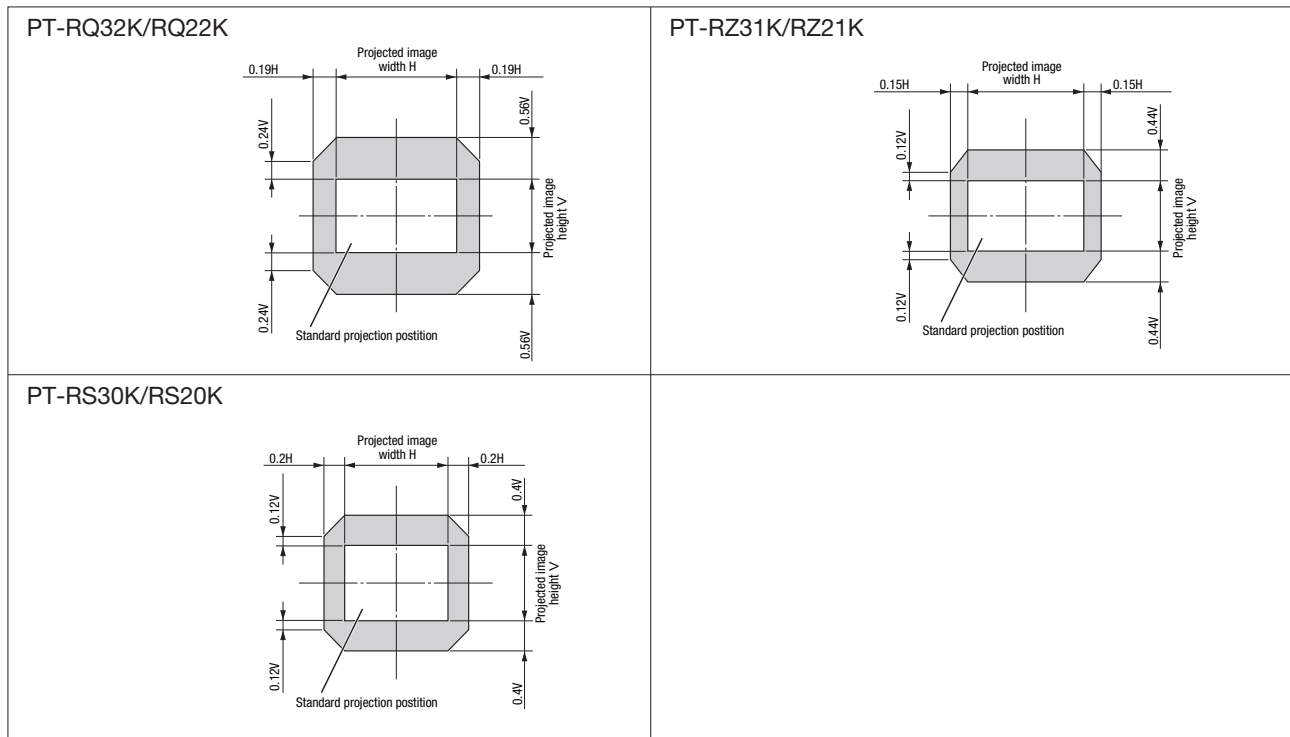 PT-RQ32K/RQ22K
Projected image
width H
0.19H
0.19H
0.24V
0.56V
Projected image
height V
0.24V
Standard projection postition
0.56V
PT-RZ31K/RZ21K
Projected image
width H
0.15H
0.15H
0.12V
0.44V
Projected image
height V
0.12V
Standard projection postition
0.44V
PT-RS30K/RS20K
Projected image
width H
0.2H
0.2H
0.12V
0.4V
Projected image
height V
0.12V
Standard projection postition
0.4V